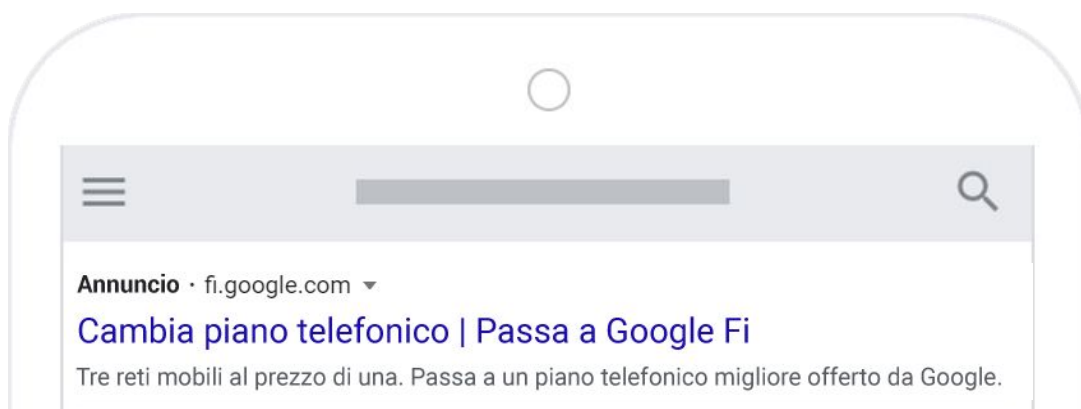 Annuncio · fi.google.com
Cambia piano telefonico | Passa a Google Fi
Tre reti mobili al prezzo di una. Passa a un piano telefonico migliore offerto da Google.